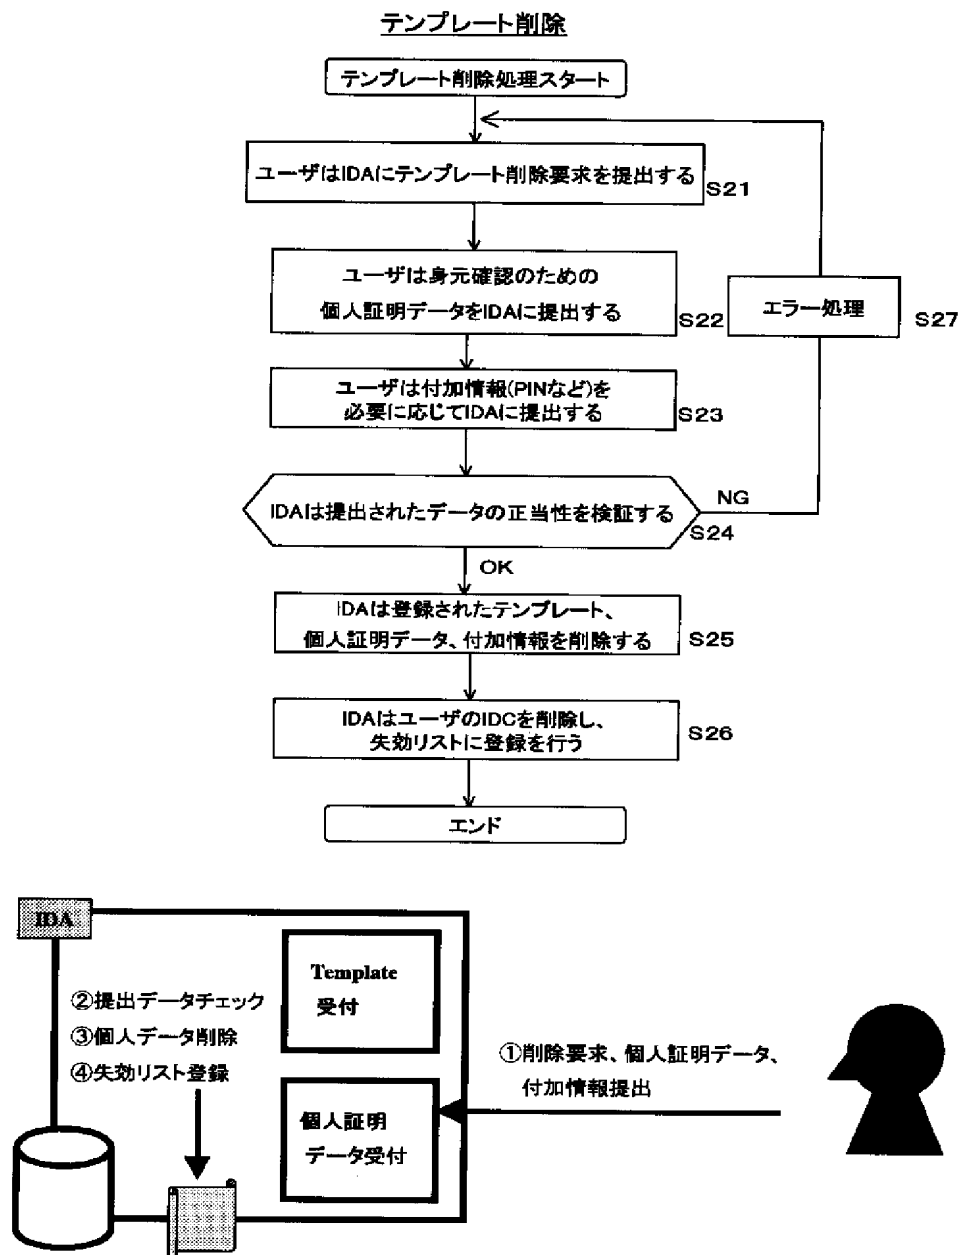 テンプレート削除
テンプレート削除処理スタート
ユーザはIDAにテンプレート削除要求を提出する
S21
ユーザは身元確認のための
個人証明データをIDAに提出する
S22
エラー処理
S27
ユーザは付加情報(PINなど)を
必要に応じてIDAに提出する
S23
IDAは提出されたデータの正当性を検証する
NG
S24
OK
IDAは登録されたテンプレート、
個人証明データ、付加情報を削除する
S25
IDAはユーザのIDCを削除し、
失効リストに登録を行う
S26
エンド
IDA
Template
受付
②提出データチェック
③個人データ削除
④失効リスト登録
①削除要求、個人証明データ、
付加情報提出
個人証明
データ受付